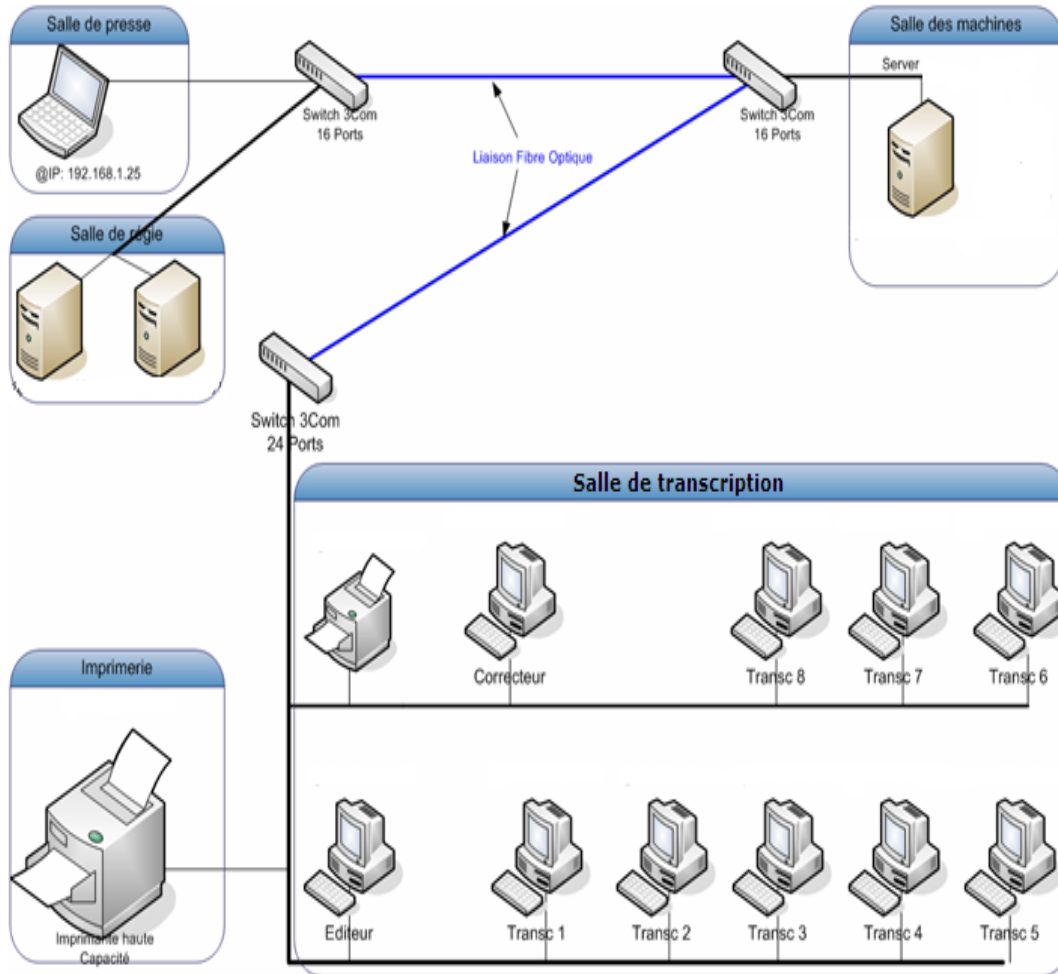 Salle de presse
Salle des machines
Server
Switch 3Com
16 Ports
Switch 3Com
16 Ports
Liaison Fibre Optique
@IP: 192.168.1.25
Salle de régie
Switch 3Com
24 Ports
Salle de transcription
Correcteur
Transc 8
Transc 7
Transc 6
Imprimerie
Imprimante haute
Capacité
Editeur
Transc 1
Transc 2
Transc 3
Transc 4
Transc 5